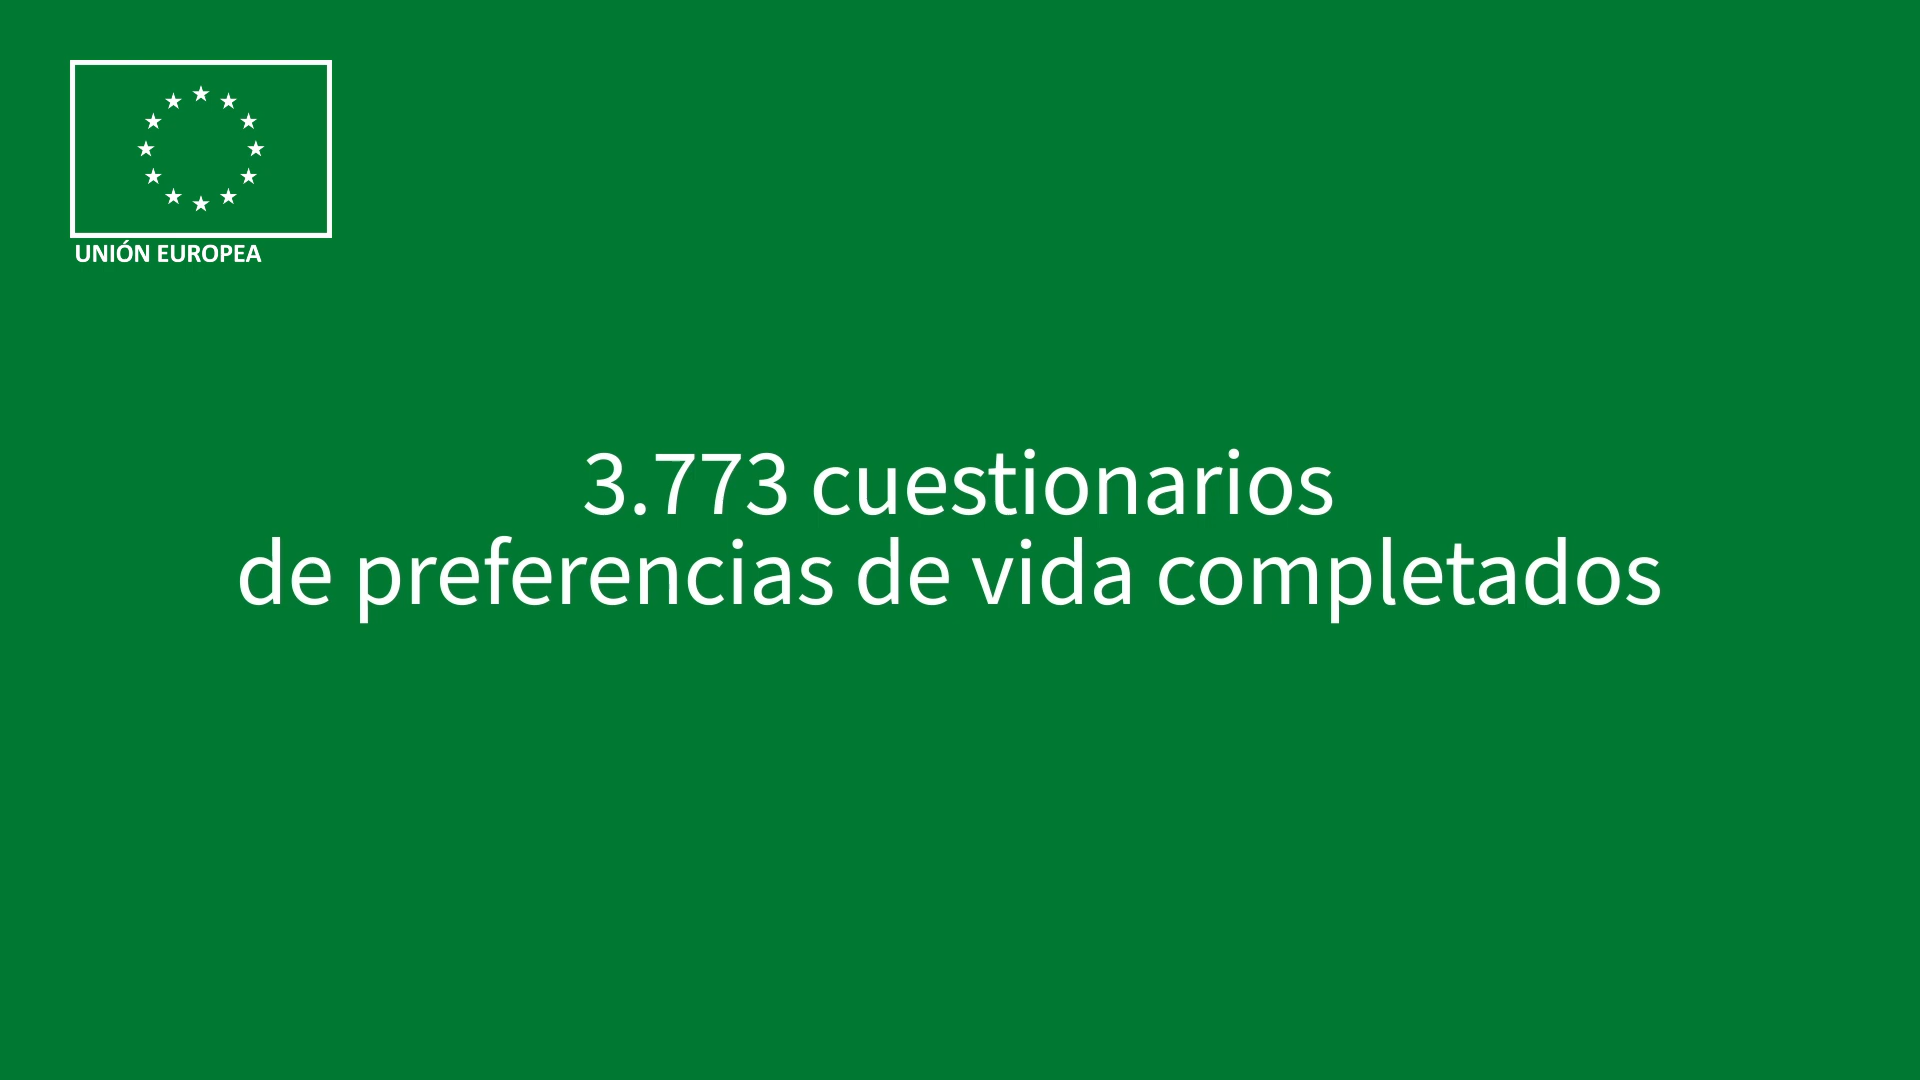 UNIÓN EUROPEA
3.773 cuestionarios
de preferencias de vida completados